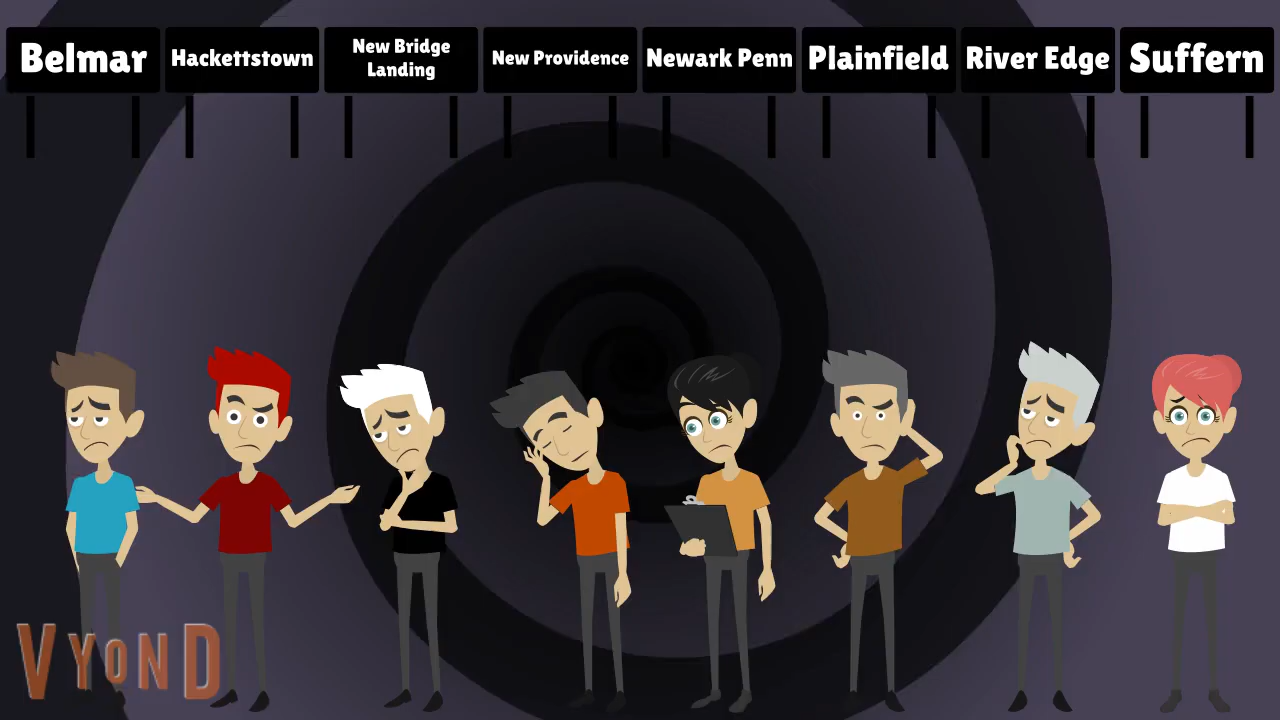 Belmar
Hackettstown
New Bridge
Landing
New Providence
Newark Penn
Plainfield
River Edge
Suffern
VYOND